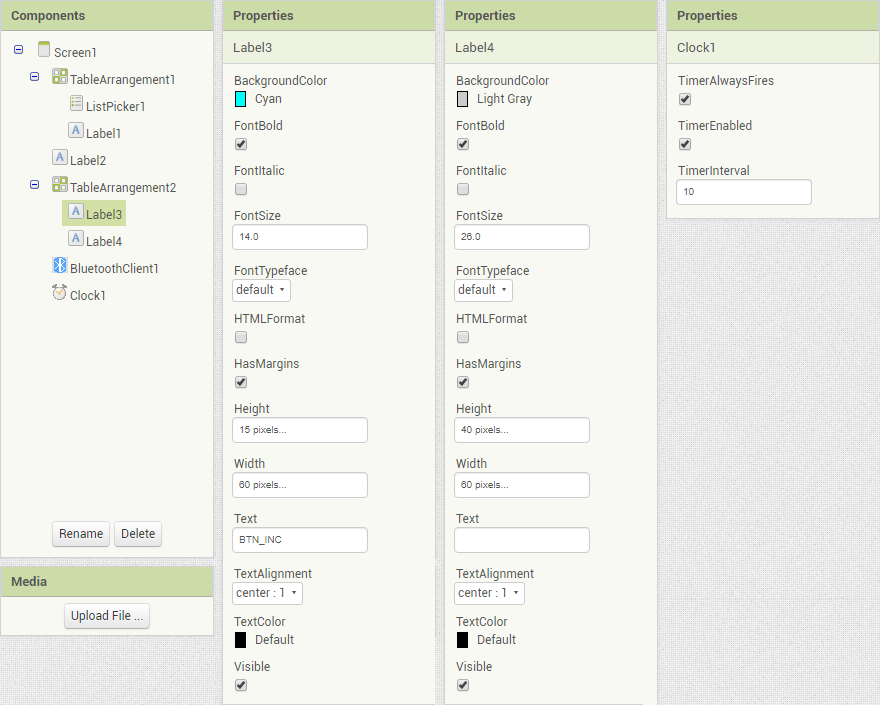 Components
Screen1
TableArrangement1
ListPicker1
Label1
Label2
TableArrangement2
Label3
Label4
BluetoothClient1
Clock1
Rename
Delete
Media
Upload File ...
Properties
Label3
BackgroundColor
Cyan
FontBold
FontItalic
FontSize
14.0
FontTypeface
default
HTMLFormat
HasMargins
Height
15 pixels...
Width
60 pixels...
Text
BTN_INC
TextAlignment
center : 1
TextColor
Default
Visible
Properties
Label4
BackgroundColor
Light Gray
FontBold
FontItalic
FontSize
26.0
FontTypeface
default
HTMLFormat
HasMargins
Height
40 pixels...
Width
60 pixels...
Text
TextAlignment
center : 1
TextColor
Default
Visible
Properties
Clock1
TimerAlwaysFires
TimerEnabled
TimerInterval
10